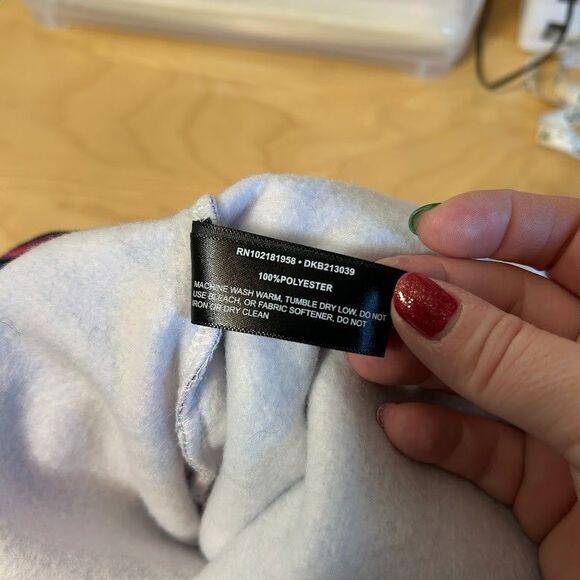 RN102181958 • DKB213039
100%POLYESTER
MACHINE WASH WARM, TUMBLE DRY LOW, DO NOT
USE BLEACH, OR FABRIC SOFTENER, DO NOT
RON OR DRY CLEAN